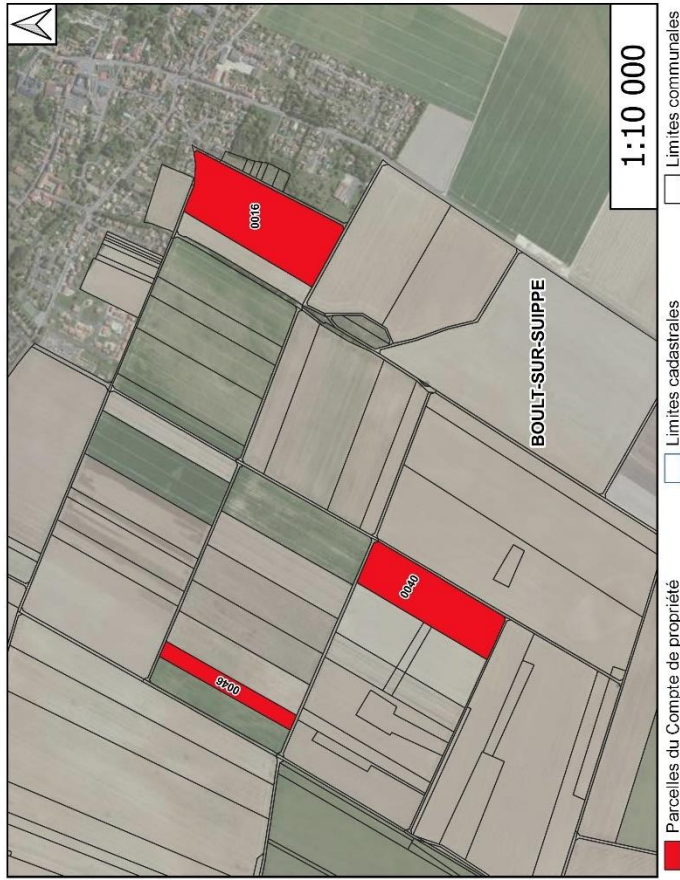 0016
0040
0046
BOULT-SUR-SUIPPE
1:10 000
Parcelles du Compte de propriété
Limites cadastrales
Limites communales